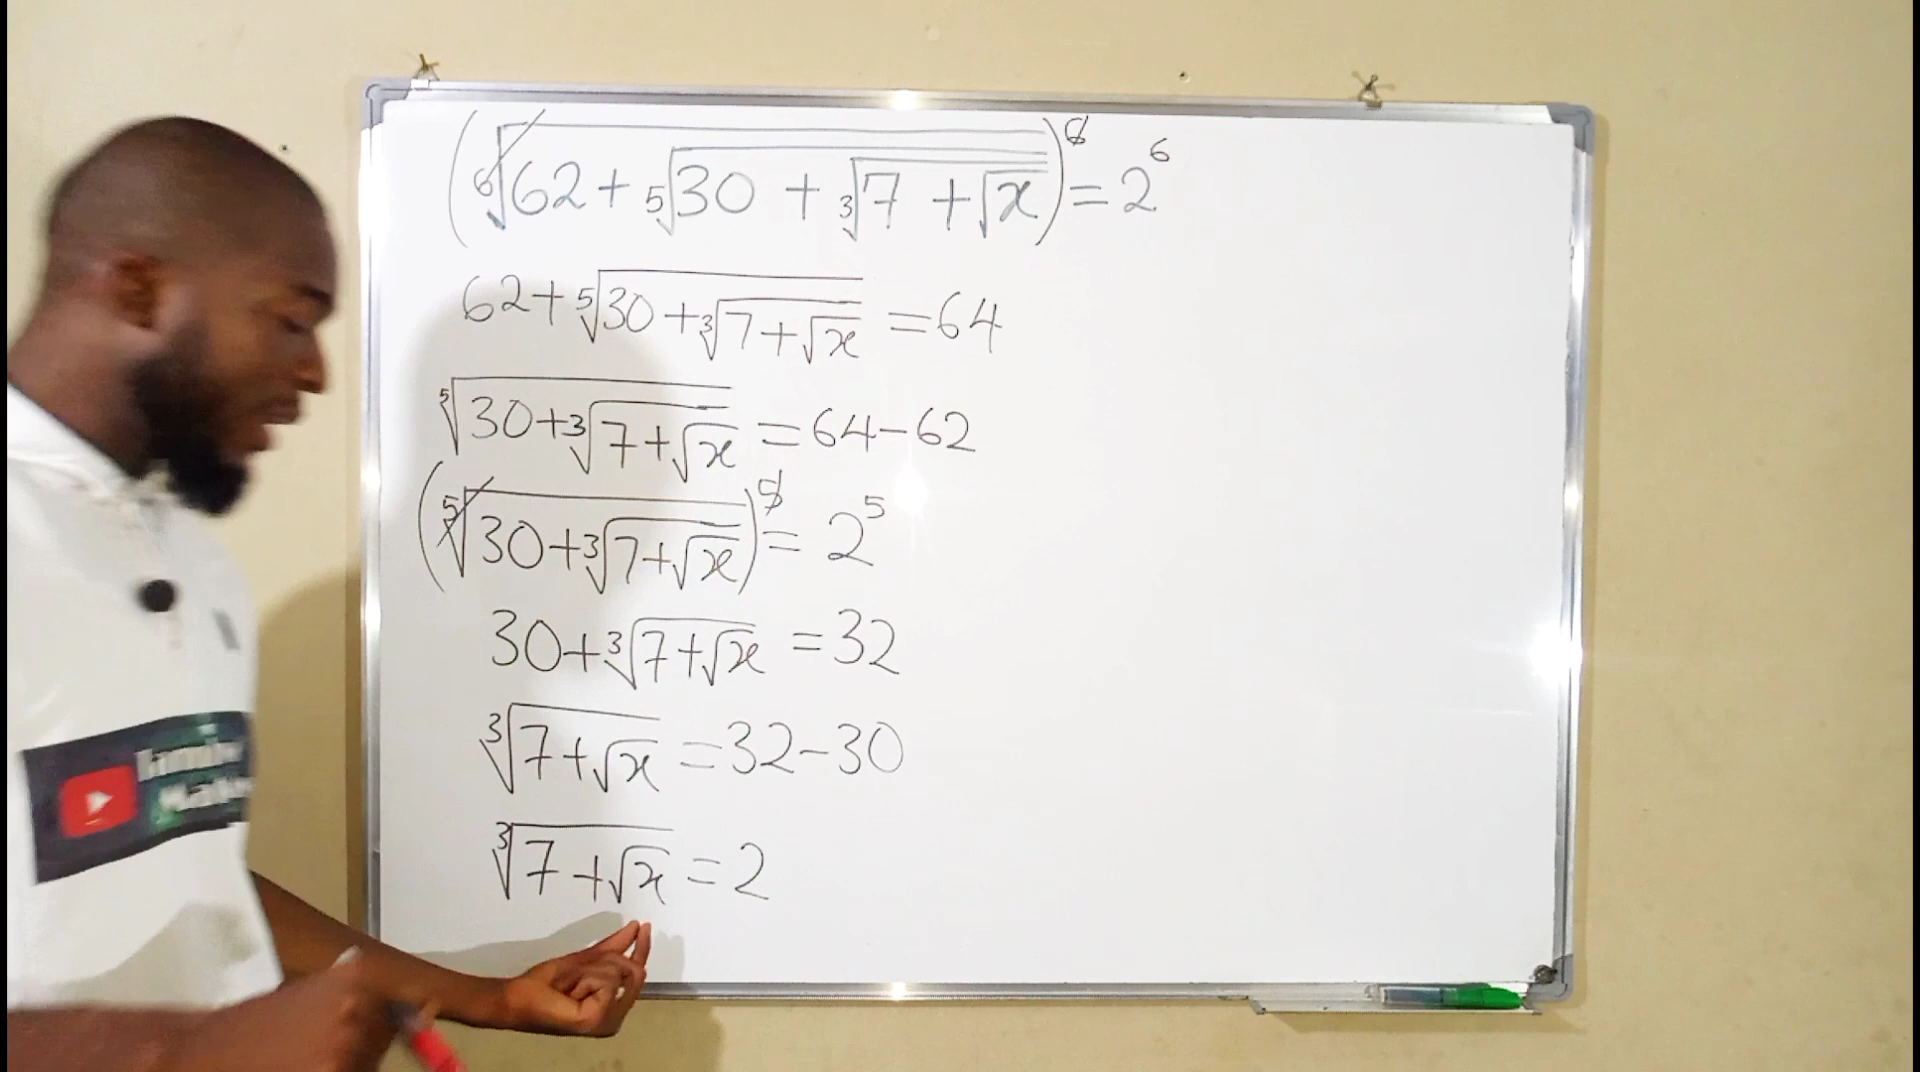 (⁶√(62 + ⁵√(30 + ³√(7 + √x))))⁶ = 2⁶
62 + ⁵√(30 + ³√(7 + √x)) = 64
⁵√(30 + ³√(7 + √x)) = 64 − 62
(⁵√(30 + ³√(7 + √x)))⁵ = 2⁵
30 + ³√(7 + √x) = 32
³√(7 + √x) = 32 − 30
³√(7 + √x) = 2